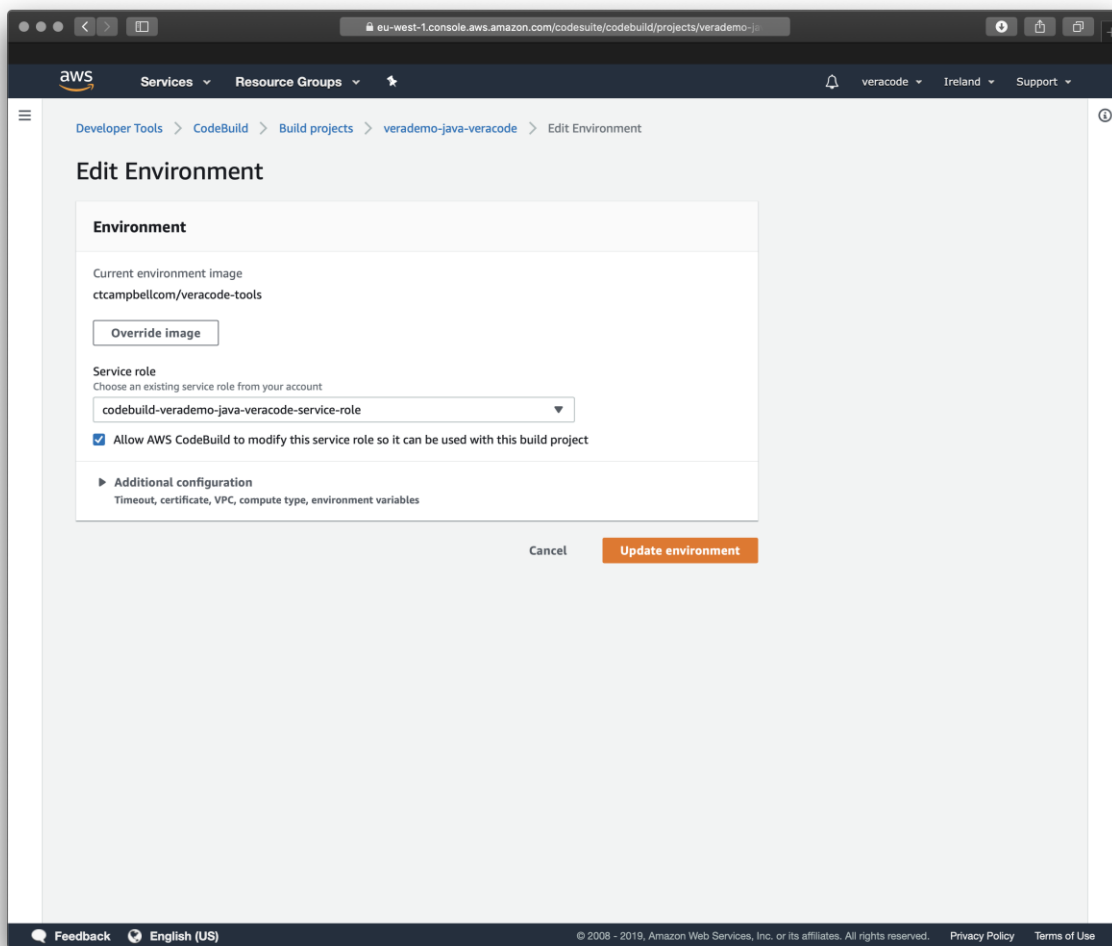 eu-west-1.console.aws.amazon.com/codesuite/codebuild/projects/verademo-ja
aws Services Resource Groups veracode Ireland Support
Developer Tools > CodeBuild > Build projects > verademo-java-veracode > Edit Environment
Edit Environment
Environment
Current environment image
ctcampbellcom/veracode-tools
Override image
Service role
Choose an existing service role from your account
codebuild-verademo-java-veracode-service-role
Allow AWS CodeBuild to modify this service role so it can be used with this build project
Additional configuration
Timeout, certificate, VPC, compute type, environment variables
Cancel Update environment
Feedback English (US) © 2008 - 2019, Amazon Web Services, Inc. or its affiliates. All rights reserved. Privacy Policy Terms of Use